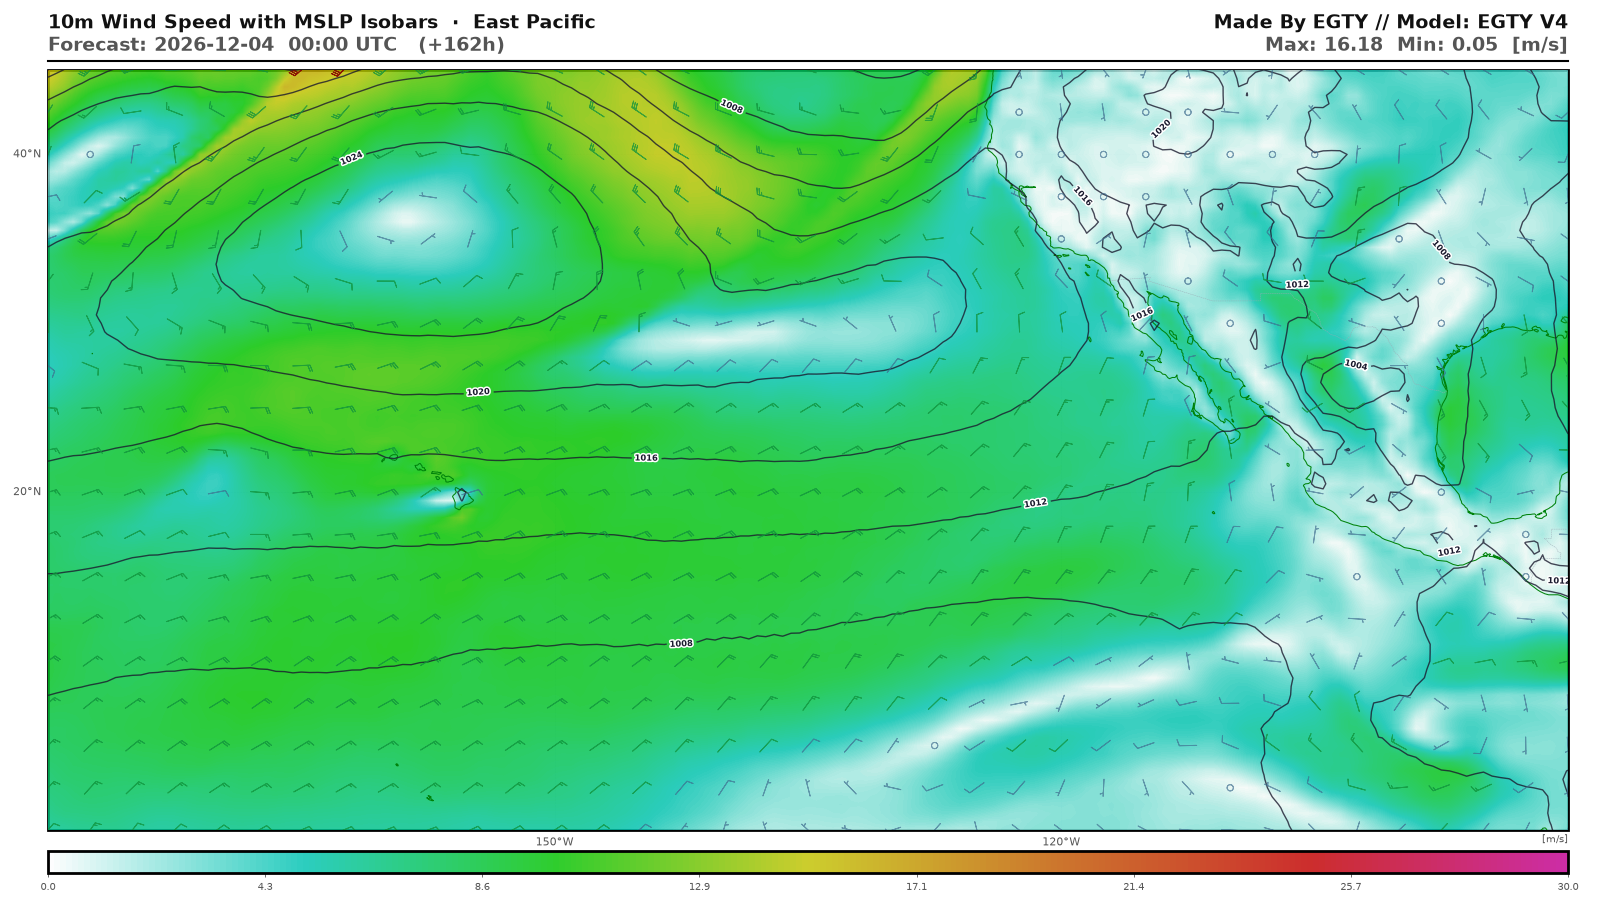 10m Wind Speed with MSLP Isobars · East Pacific
Made By EGTY // Model: EGTY V4
Forecast: 2026-12-04 00:00 UTC (+162h)
Max: 16.18 Min: 0.05 [m/s]
1008
1020
40°N
1024
1016
1008
1012
1016
1004
1020
1016
20°N
1012
1012
1012
1008
150°W
120°W
[m/s]
0.0
4.3
8.6
12.9
17.1
21.4
25.7
30.0